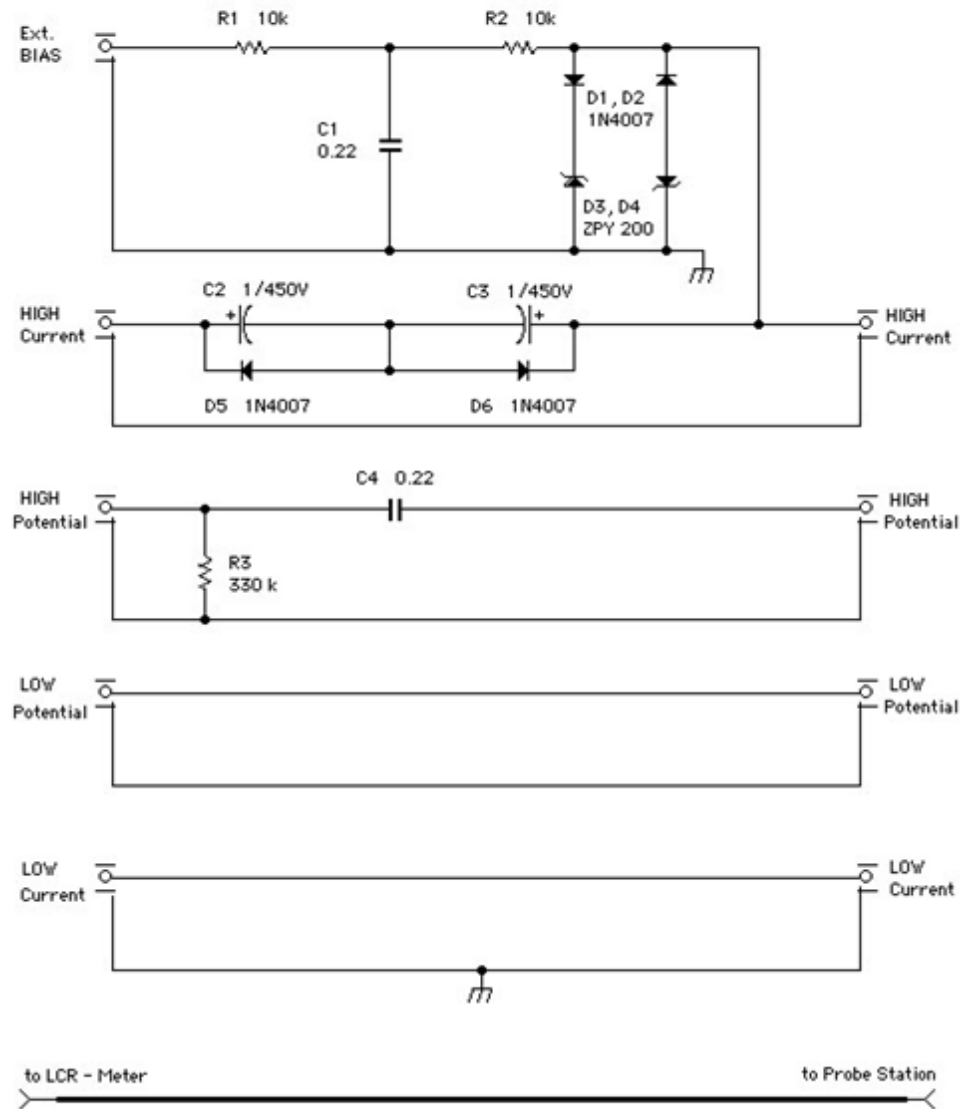 R1 10k
R2 10k
Ext.
BIAS
D1, D2
1N4007
C1
0.22
D3, D4
ZPY 200
C2 1/450V
C3 1/450V
HIGH
Current
+
+
HIGH
Current
D5 1N4007
D6 1N4007
C4 0.22
HIGH
Potential
HIGH
Potential
R3
330 k
LOW
Potential
LOW
Potential
LOW
Current
LOW
Current
to LCR - Meter
to Probe Station